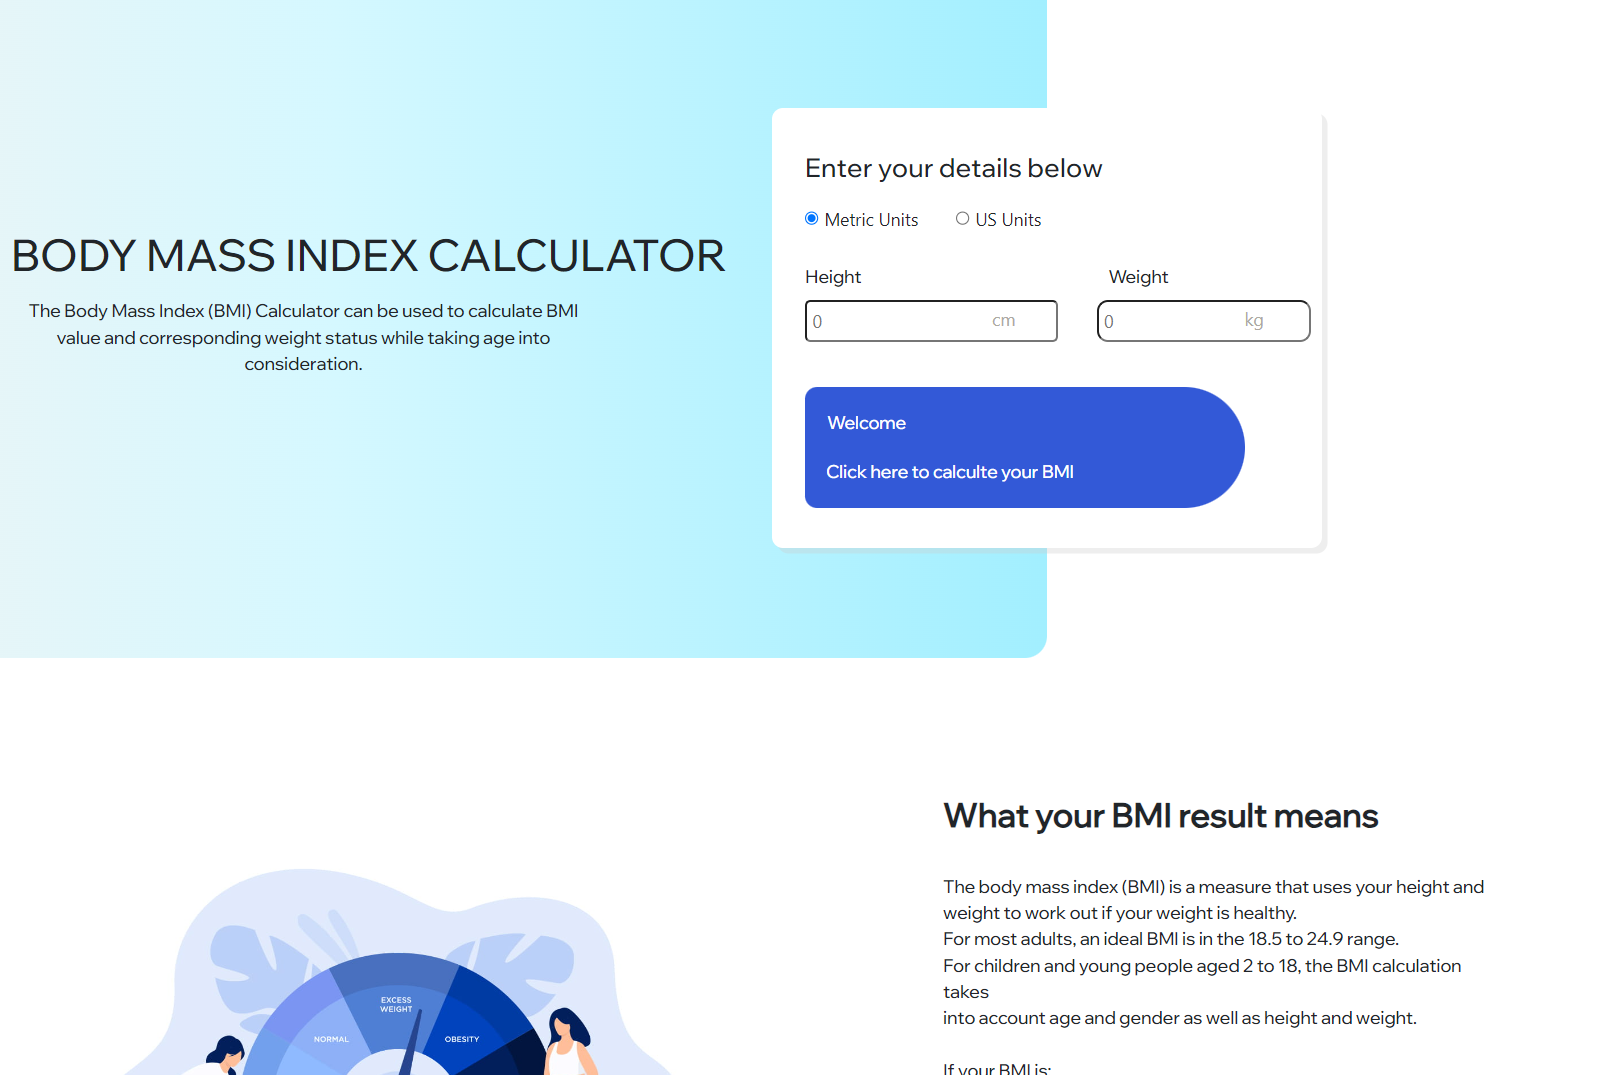 BODY MASS INDEX CALCULATOR
The Body Mass Index (BMI) Calculator can be used to calculate BMI
value and corresponding weight status while taking age into
consideration.
Enter your details below
Metric Units US Units
Height Weight
0 cm 0 kg
Welcome
Click here to calculte your BMI
What your BMI result means
The body mass index (BMI) is a measure that uses your height and
weight to work out if your weight is healthy.
For most adults, an ideal BMI is in the 18.5 to 24.9 range.
For children and young people aged 2 to 18, the BMI calculation
takes
into account age and gender as well as height and weight.
If your BMI is:
EXCESS
WEIGHT
NORMAL
OBESITY